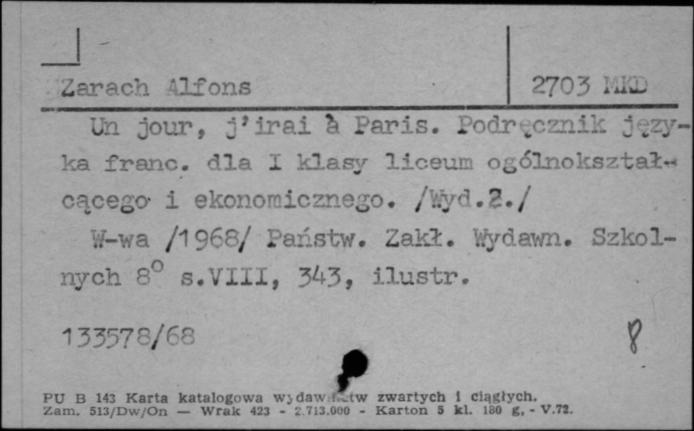 Zarach Alfons
2703 MKD
Un jour, j'irai à Paris. Podręcznik języ-
ka franc. dla I klasy liceum ogólnokształ-
cącego i ekonomicznego. /Wyd.2./
W-wa /1968/ Państw. Zakł. Wydawn. Szkol-
nych 8° s.VIII, 343, ilustr.
133578/68
PU B 143 Karta katalogowa zwartych i ciągłych.
Zam. 513/Dw/On — Wrak 423 - 2.713.000 - Karton 5 kl. 180 g, - V.72.